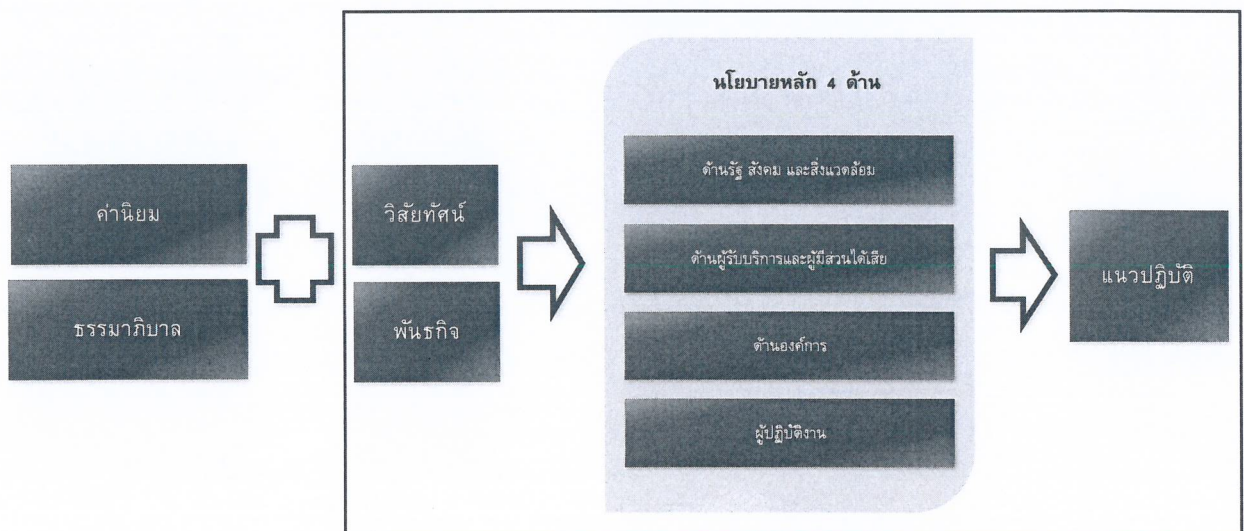 ค่านิยม
ธรรมาภิบาล
วิสัยทัศน์
พันธกิจ
นโยบายหลัก 4 ด้าน
ด้านรัฐ สังคม และสิ่งแวดล้อม
ด้านผู้รับบริการและผู้มีส่วนได้เสีย
ด้านองค์การ
ผู้ปฏิบัติงาน
แนวปฏิบัติ